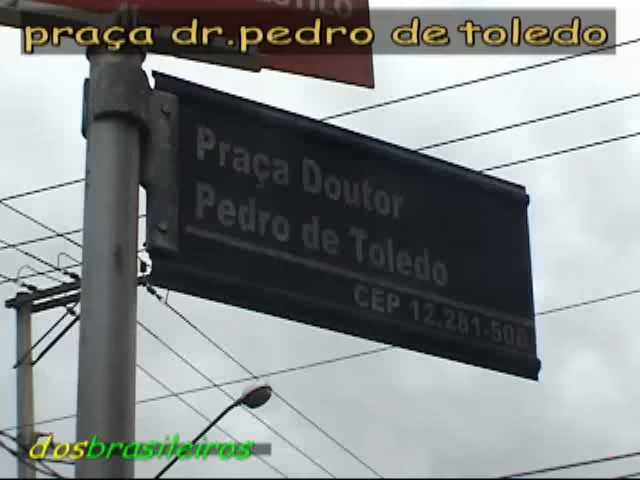 praça dr.pedro de toledo
Praça Doutor
Pedro de Toledo
CEP 12.281-500
dosbrasileiros